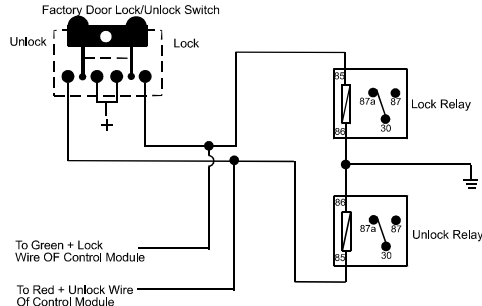 Factory Door Lock/Unlock Switch
Unlock
Lock
+
85
87a
87
30
86
Lock Relay
86
87a
87
30
85
Unlock Relay
To Green + Lock
Wire OF Control Module
To Red + Unlock Wire
Of Control Module